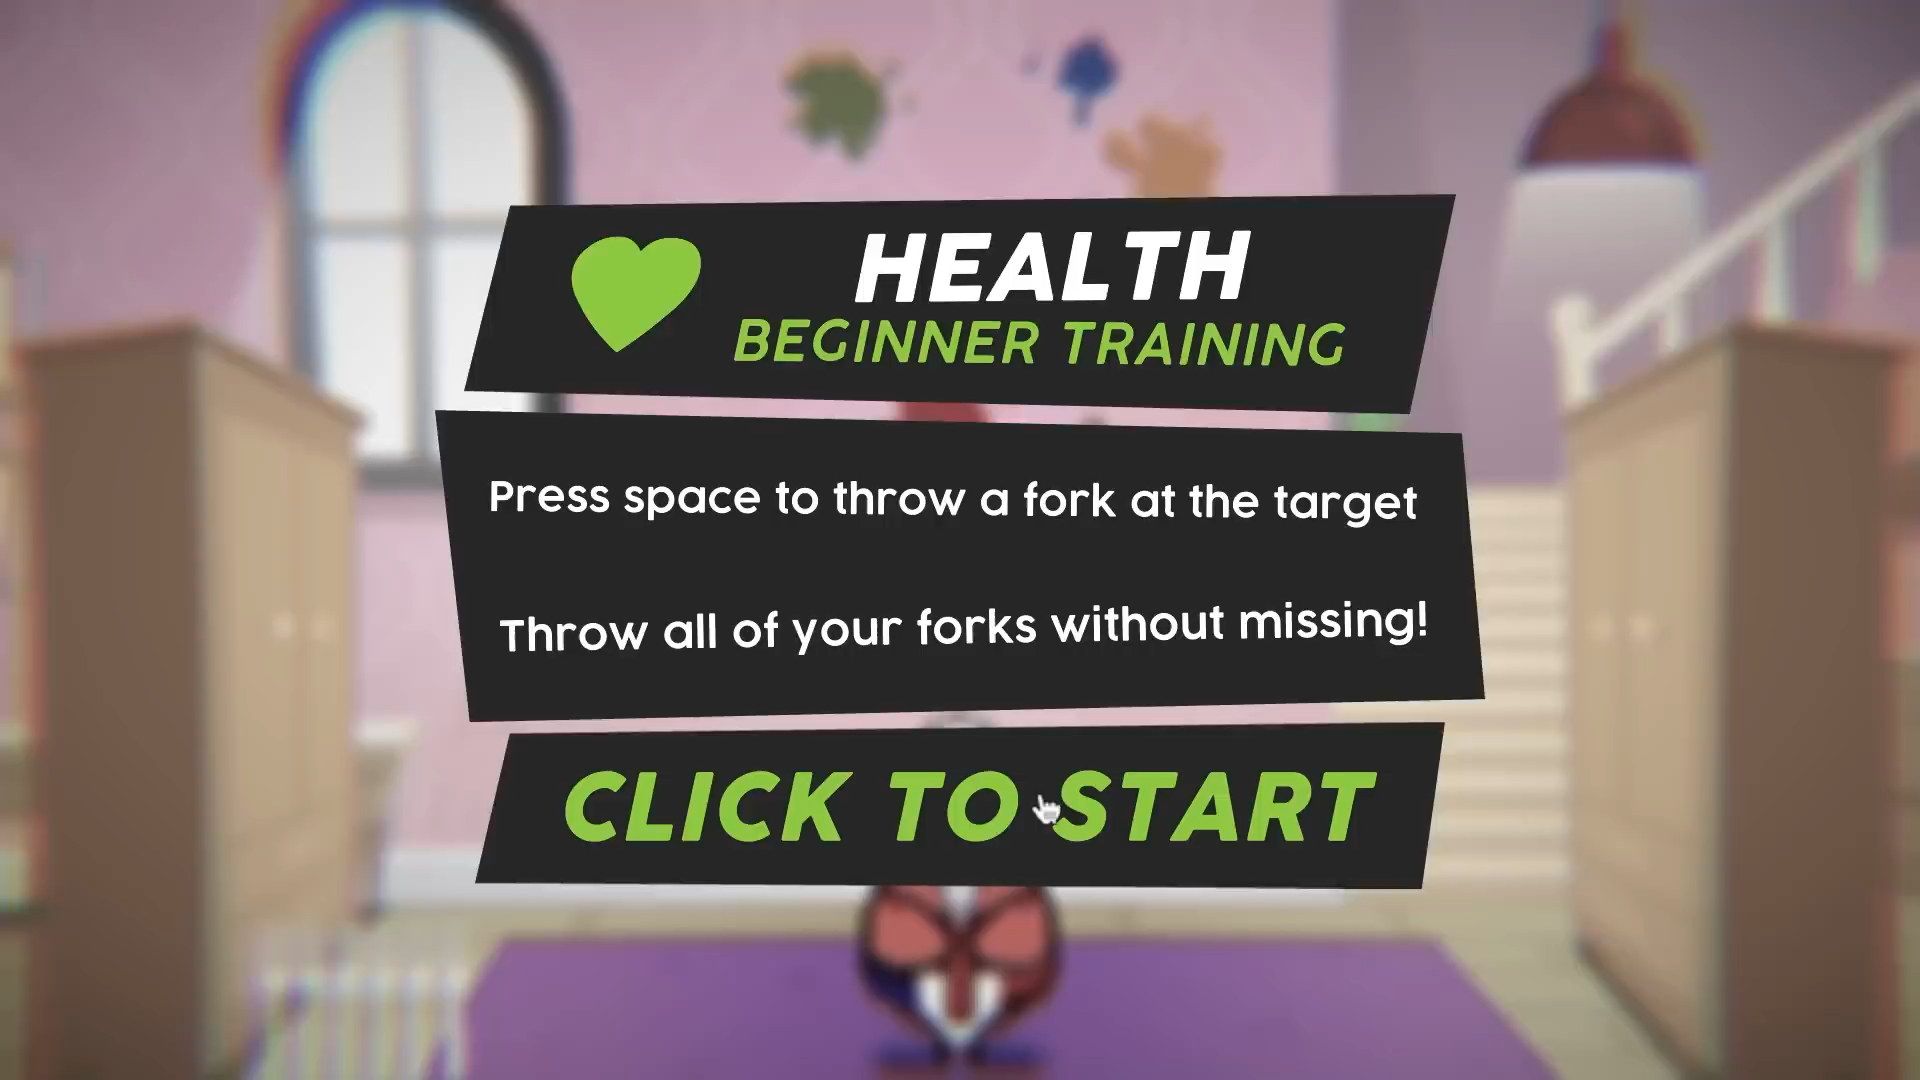 HEALTH
BEGINNER TRAINING
Press space to throw a fork at the target
Throw all of your forks without missing!
CLICK TO START